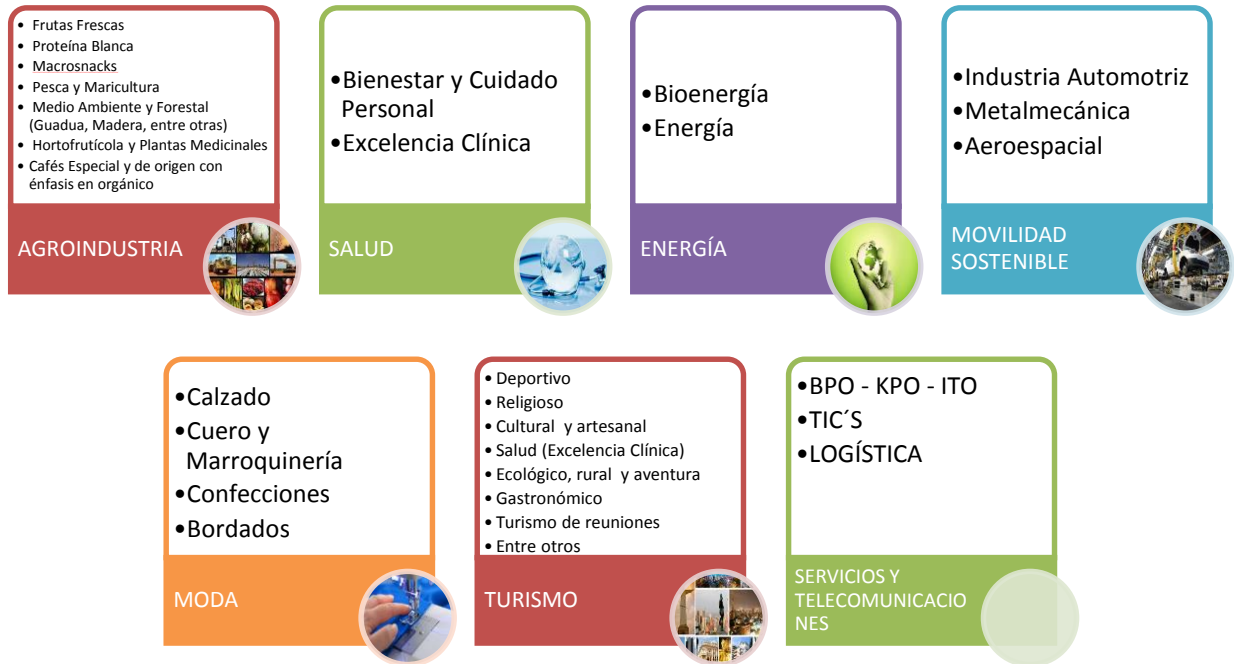 • Frutas Frescas
• Proteína Blanca
• Macrosnacks
• Pesca y Maricultura
• Medio Ambiente y Forestal
(Guadua, Madera, entre otras)
• Hortofrutícola y Plantas Medicinales
• Cafés Especial y de origen con
énfasis en orgánico
AGROINDUSTRIA
•Bienestar y Cuidado
Personal
•Excelencia Clínica
SALUD
•Bioenergía
•Energía
ENERGÍA
•Industria Automotriz
•Metalmecánica
•Aeroespacial
MOVILIDAD
SOSTENIBLE
•Calzado
•Cuero y
Marroquinería
•Confecciones
•Bordados
MODA
• Deportivo
• Religioso
• Cultural y artesanal
• Salud (Excelencia Clínica)
• Ecológico, rural y aventura
• Gastronómico
• Turismo de reuniones
• Entre otros
TURISMO
•BPO - KPO - ITO
•TIC´S
•LOGÍSTICA
SERVICIOS Y
TELECOMUNICACIO
NES